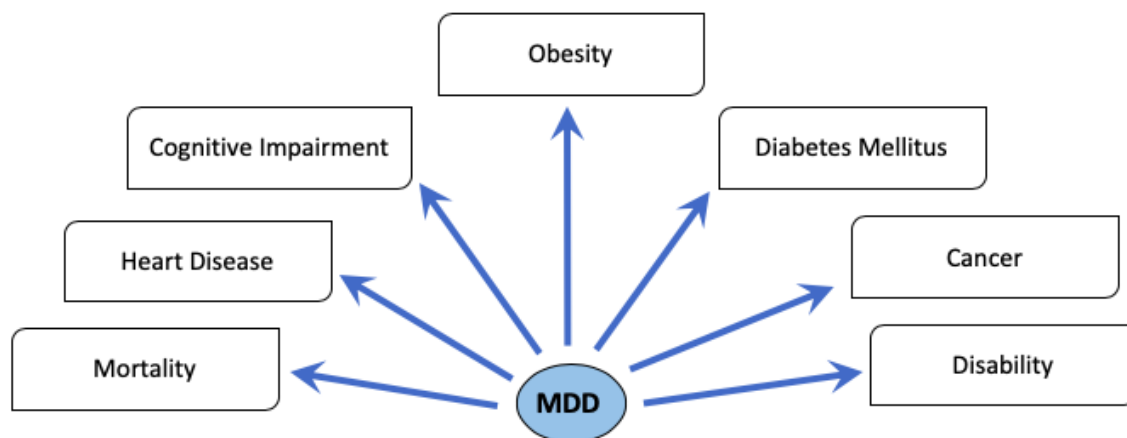 Obesity
Cognitive Impairment
Diabetes Mellitus
Heart Disease
Cancer
Mortality
Disability
MDD